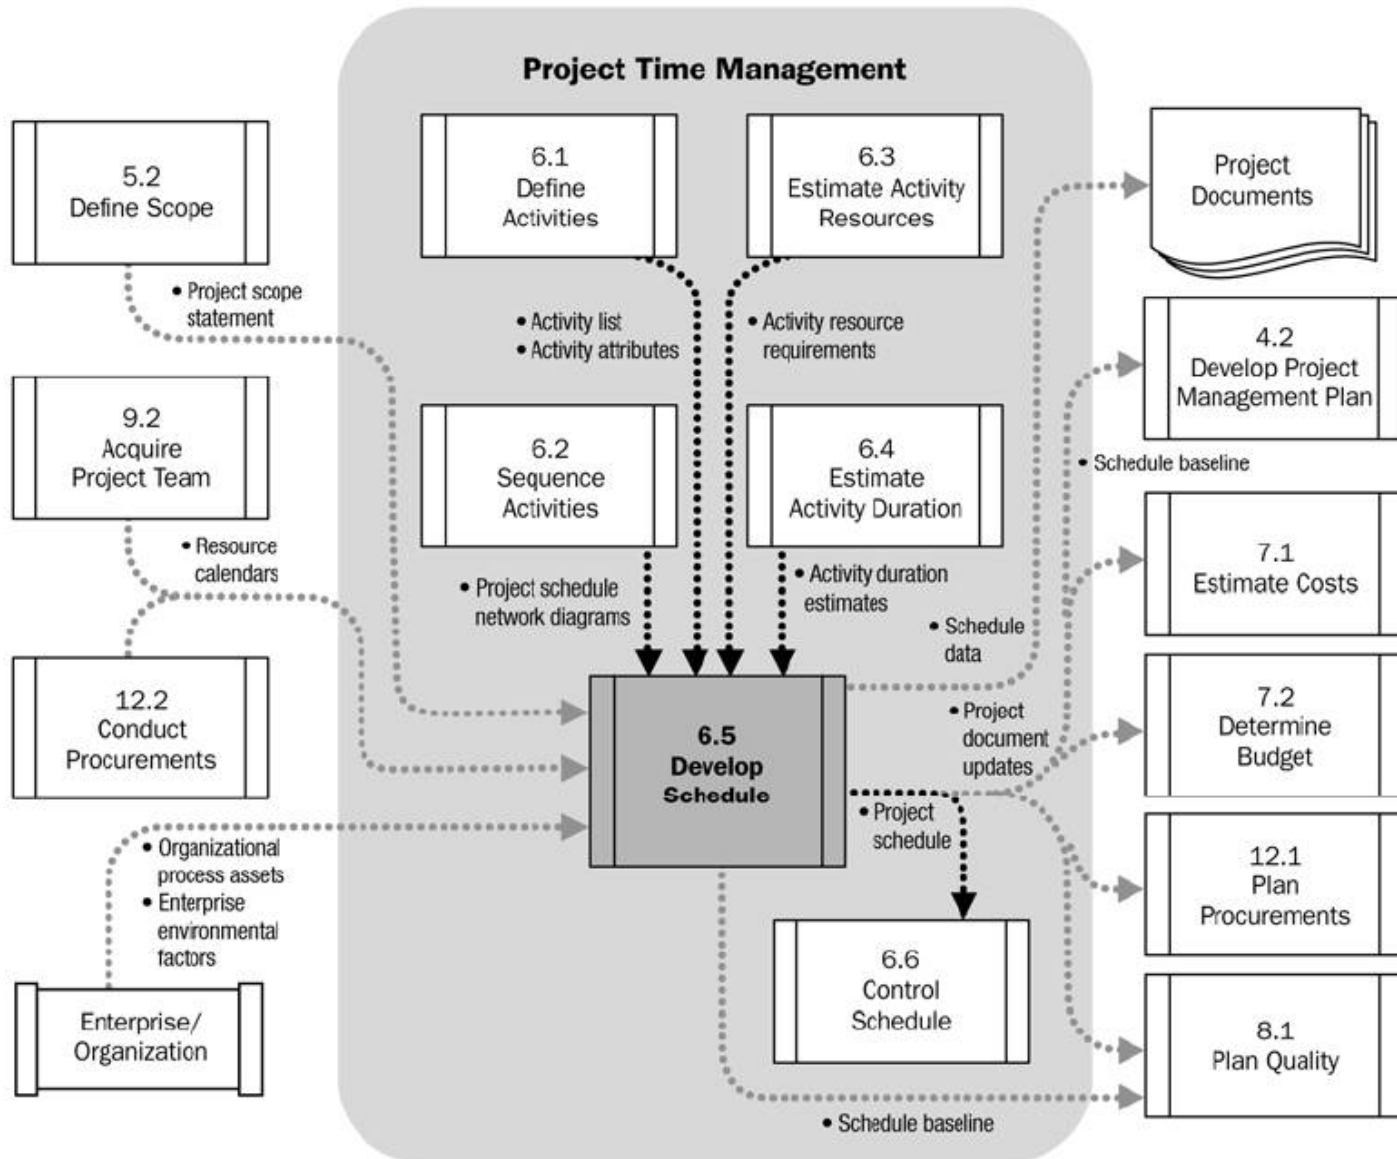 Project Time Management
5.2
Define Scope
• Project scope
statement
9.2
Acquire
Project Team
• Resource
calendars
12.2
Conduct
Procurements
• Organizational
process assets
• Enterprise
environmental
factors
Enterprise/
Organization
6.1
Define
Activities
6.3
Estimate Activity
Resources
• Activity list
• Activity attributes
• Activity resource
requirements
6.2
Sequence
Activities
6.4
Estimate
Activity Duration
• Project schedule
network diagrams
• Activity duration
estimates
6.5
Develop
Schedule
• Schedule
data
• Project
document
updates
• Project
schedule
6.6
Control
Schedule
• Schedule baseline
Project
Documents
4.2
Develop Project
Management Plan
• Schedule baseline
7.1
Estimate Costs
7.2
Determine
Budget
12.1
Plan
Procurements
8.1
Plan Quality